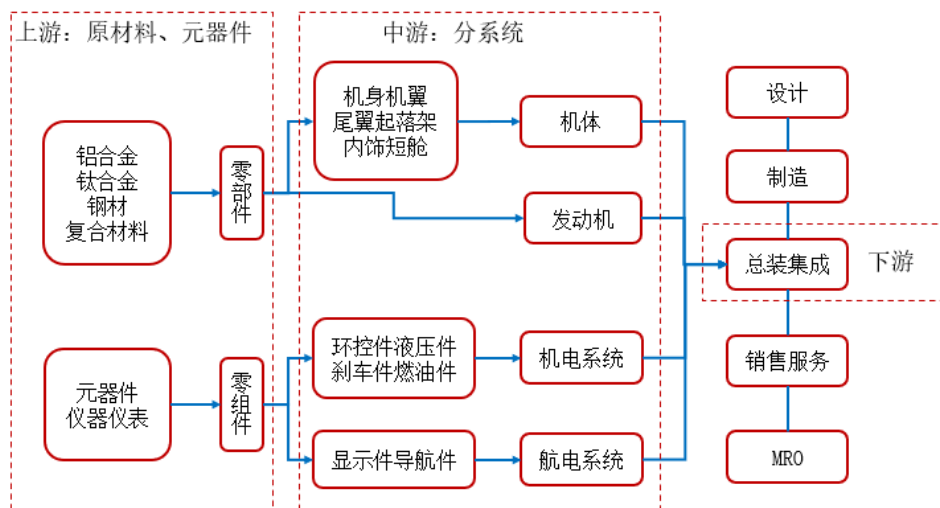 上游：原材料、元器件
中游：分系统
铝合金
钛合金
钢材
复合材料
零
部
件
机身机翼
尾翼起落架
内饰短舱
机体
发动机
元器件
仪器仪表
零
组
件
环控件液压件
刹车件燃油件
机电系统
显示件导航件
航电系统
设计
制造
总装集成
下游
销售服务
MRO